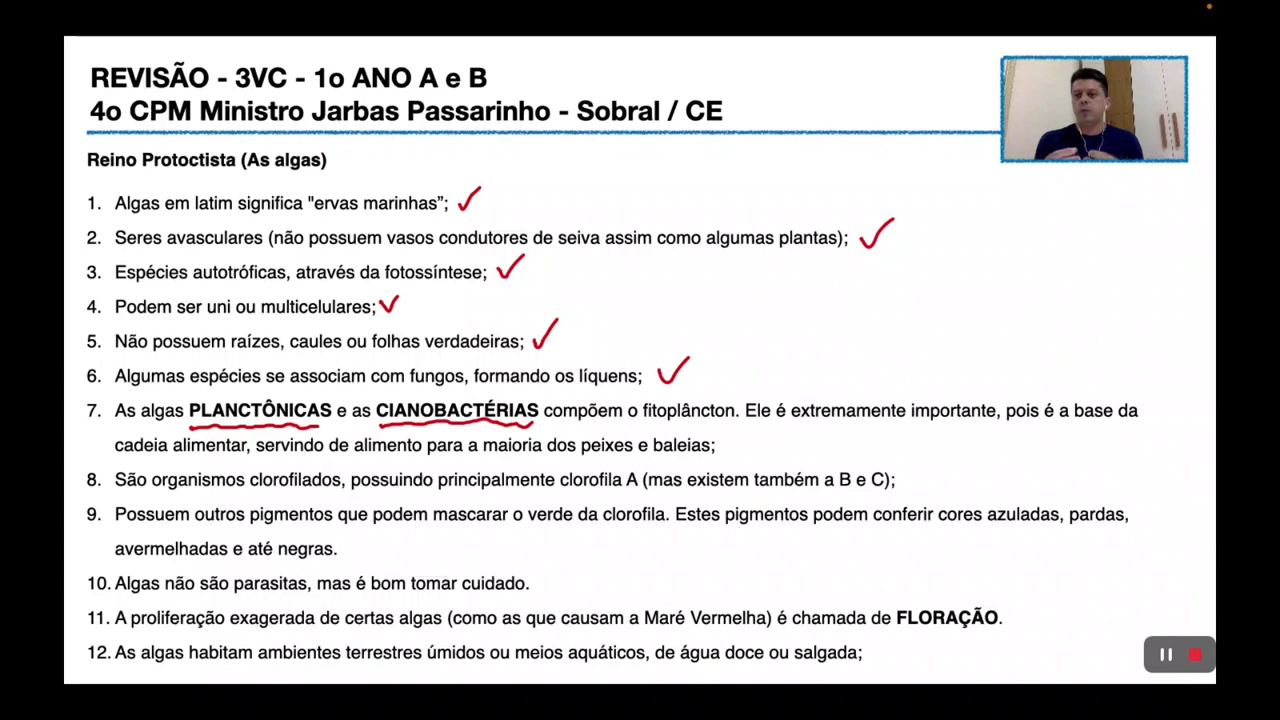 REVISÃO - 3VC - 1o ANO A e B
4o CPM Ministro Jarbas Passarinho - Sobral / CE
Reino Protoctista (As algas)
1. Algas em latim significa "ervas marinhas”;
2. Seres avasculares (não possuem vasos condutores de seiva assim como algumas plantas);
3. Espécies autotróficas, através da fotossíntese;
4. Podem ser uni ou multicelulares;
5. Não possuem raízes, caules ou folhas verdadeiras;
6. Algumas espécies se associam com fungos, formando os líquens;
7. As algas PLANCTÔNICAS e as CIANOBACTÉRIAS compõem o fitoplâncton. Ele é extremamente importante, pois é a base da
cadeia alimentar, servindo de alimento para a maioria dos peixes e baleias;
8. São organismos clorofilados, possuindo principalmente clorofila A (mas existem também a B e C);
9. Possuem outros pigmentos que podem mascarar o verde da clorofila. Estes pigmentos podem conferir cores azuladas, pardas,
avermelhadas e até negras.
10. Algas não são parasitas, mas é bom tomar cuidado.
11. A proliferação exagerada de certas algas (como as que causam a Maré Vermelha) é chamada de FLORAÇÃO.
12. As algas habitam ambientes terrestres úmidos ou meios aquáticos, de água doce ou salgada;